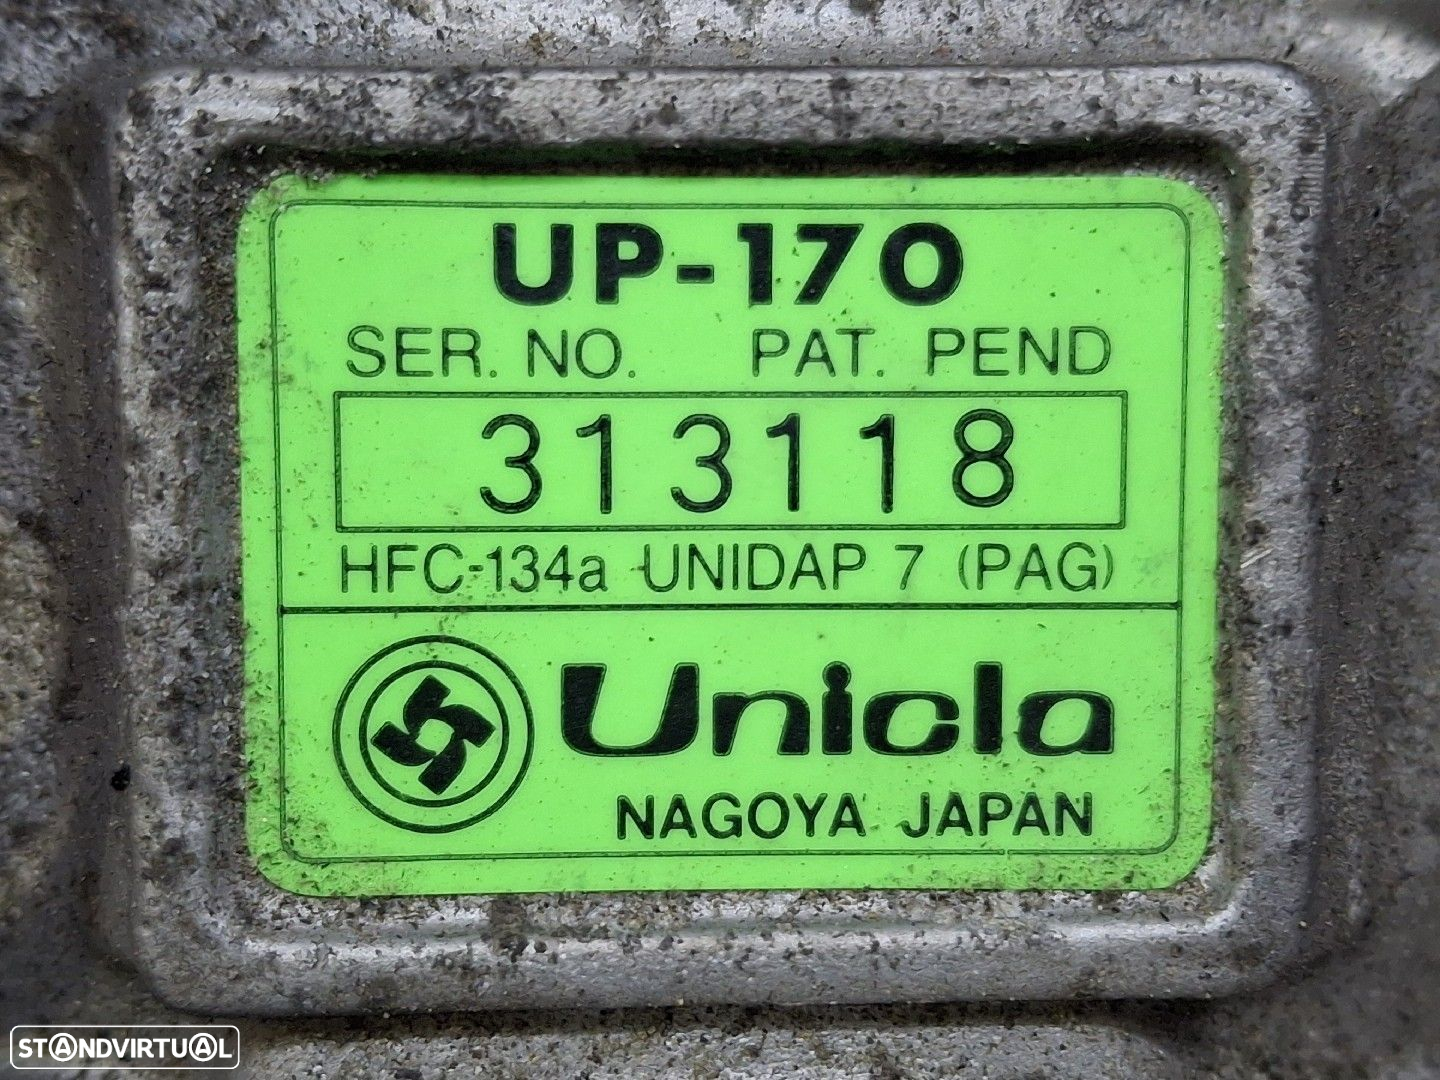 UP-170
SER. NO. PAT. PEND
313118
HFC-134a UNIDAP 7 (PAG)
Unicla
NAGOYA JAPAN
STANDVIRTUAL